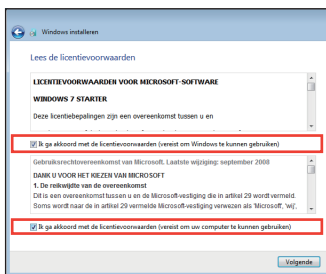 Windows installeren
Lees de licentievoorwaarden
LICENTIEVOORWAARDEN VOOR MICROSOFT-SOFTWARE
WINDOWS 7 STARTER
Deze licentiebepalingen zijn een overeenkomst tussen u en
Ik ga akkoord met de licentievoorwaarden (vereist om Windows te kunnen gebruiken)
Gebruiksrechtovereenkomst van Microsoft. Laatste wijziging: september 2009
DANK U VOOR HET KIEZEN VAN MICROSOFT
1. De reikwijdte van de overeenkomst
Dit is een overeenkomst tussen u en de Microsoft-vestiging die in artikel 29 wordt vermeld.
Soms wordt naar de in artikel 29 vermelde Microsoft-vestiging verwezen als 'Microsoft', 'wij',
Ik ga akkoord met de licentievoorwaarden (vereist om uw computer te kunnen gebruiken)
Volgende